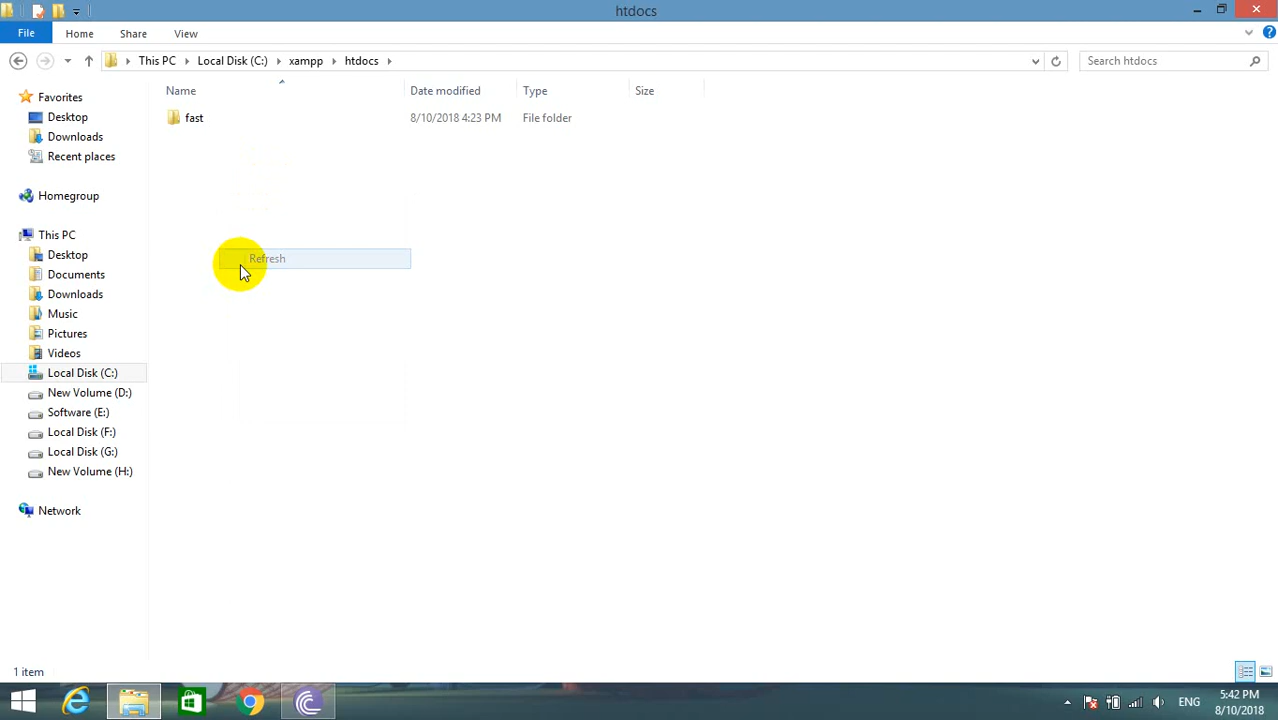 htdocs
File Home Share View
This PC Local Disk (C:) xampp htdocs Search htdocs
Name Date modified Type Size
fast 8/10/2018 4:23 PM File folder
Refresh
Favorites
Desktop
Downloads
Recent places
Homegroup
This PC
Desktop
Documents
Downloads
Music
Pictures
Videos
Local Disk (C:)
New Volume (D:)
Software (E:)
Local Disk (F:)
Local Disk (G:)
New Volume (H:)
Network
1 item
ENG
5:42 PM
8/10/2018